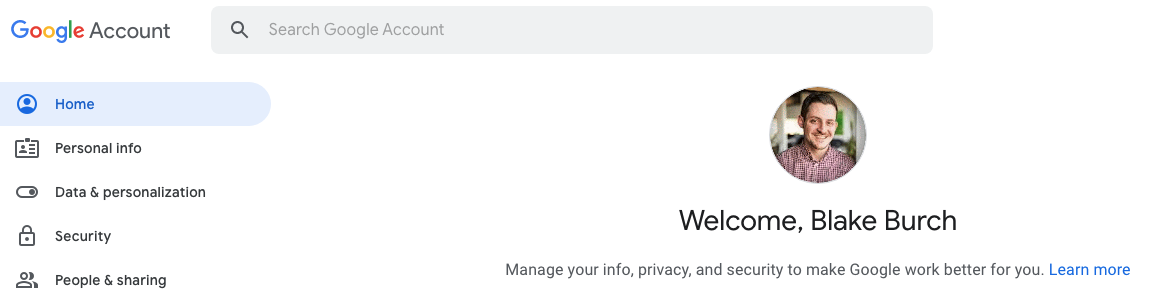 Google Account
Search Google Account
Home
Personal info
Data & personalization
Security
People & sharing
Welcome, Blake Burch
Manage your info, privacy, and security to make Google work better for you. Learn more